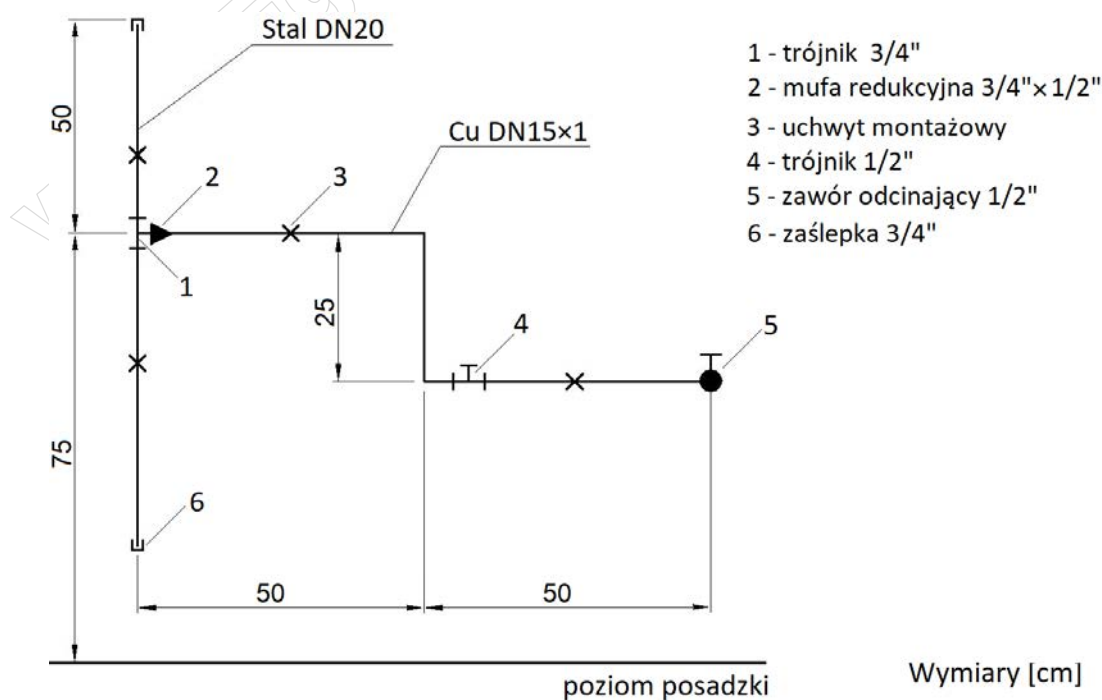 Stal DN20
50
Cu DN15×1
2
3
1
25
4
5
75
6
50
50
poziom posadzki
Wymiary [cm]
1 - trójnik 3/4"
2 - mufa redukcyjna 3/4"×1/2"
3 - uchwyt montażowy
4 - trójnik 1/2"
5 - zawór odcinający 1/2"
6 - zaślepka 3/4"